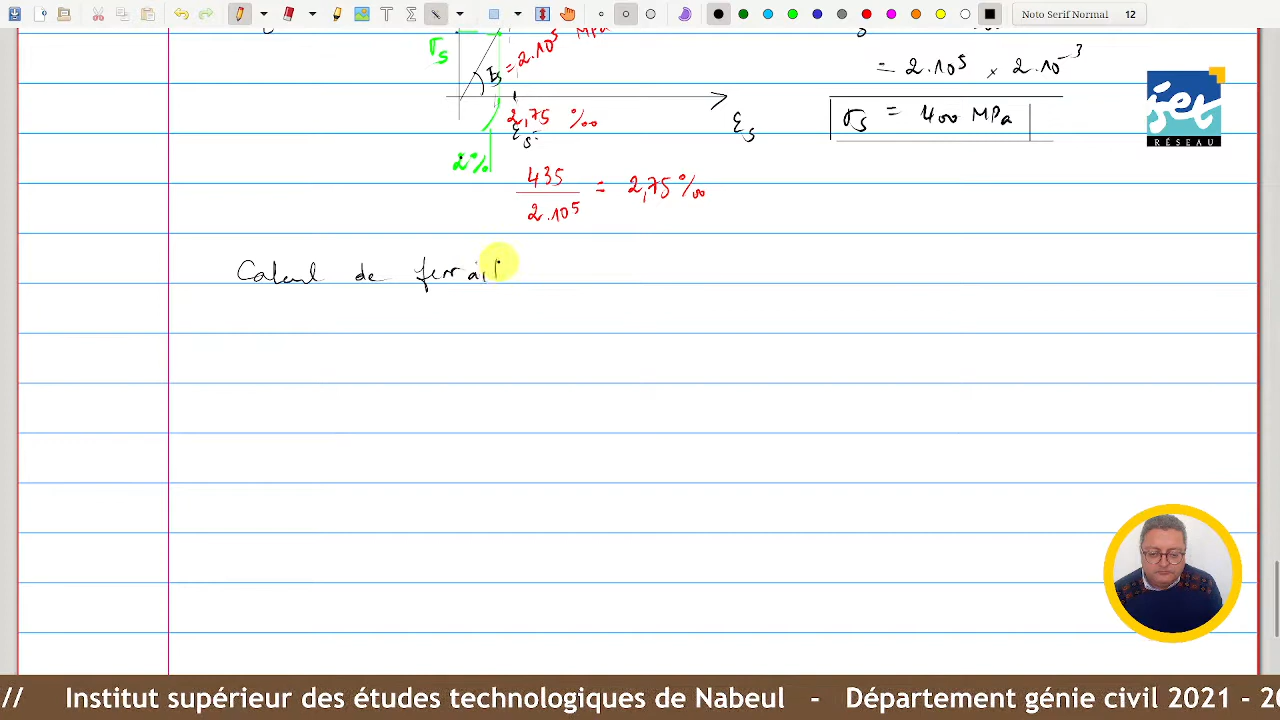 Noto Serif Normal 12
σs
Es = 2.10⁵ MPa
= 2.10⁵ × 2.10⁻³
σs = 400 MPa
2,75 ‰
εs
εs
2‰
435 / 2.10⁵ = 2,75‰
Calcul de ferrail
iset
RÉSEAU
// Institut supérieur des études technologiques de Nabeul - Département génie civil 2021 - 20